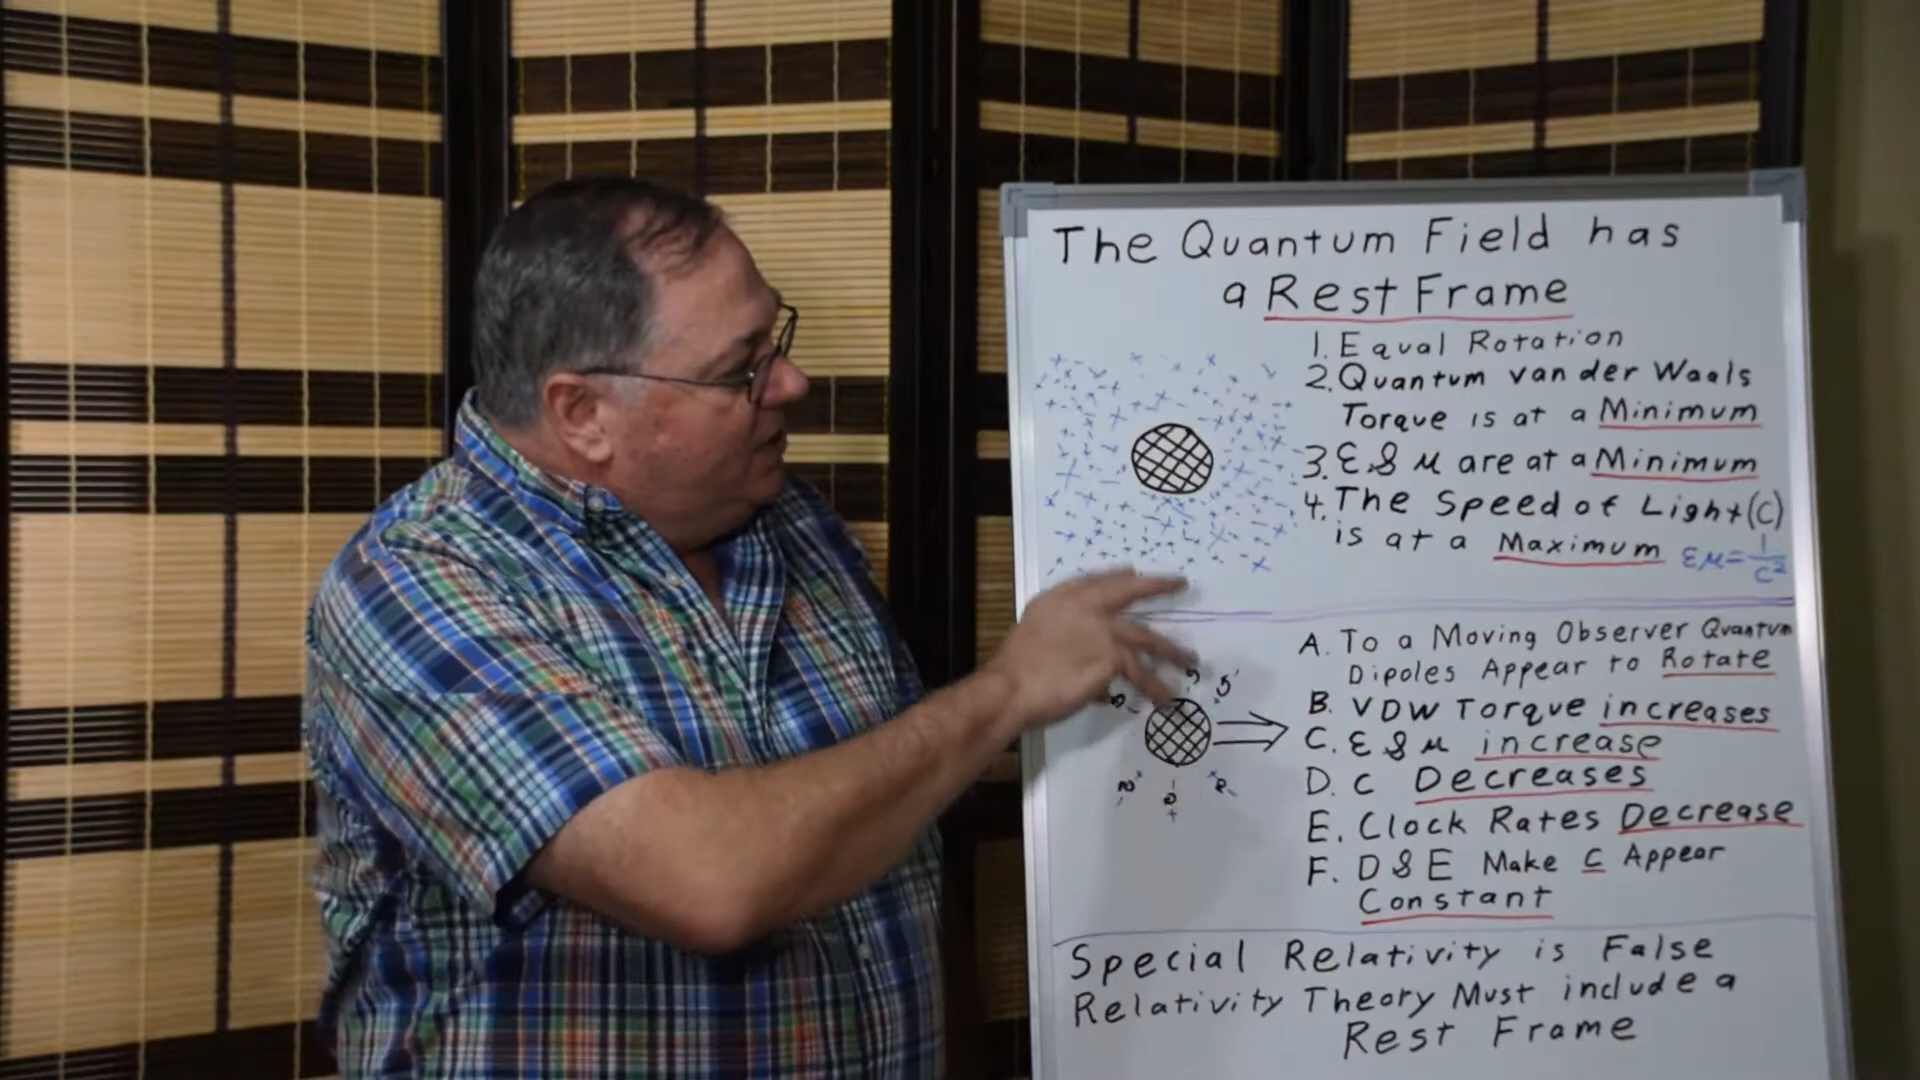 The Quantum Field has
a Rest Frame
1. Equal Rotation
2. Quantum van der Waals
Torque is at a Minimum
3. ε & μ are at a Minimum
4. The Speed of Light (C)
is at a Maximum εμ = 1/c²
A. To a Moving Observer Quantum
Dipoles Appear to Rotate
B. VDW Torque increases
C. ε & μ increase
D. C Decreases
E. Clock Rates Decrease
F. D & E Make C Appear
Constant
Special Relativity is False
Relativity Theory Must include a
Rest Frame